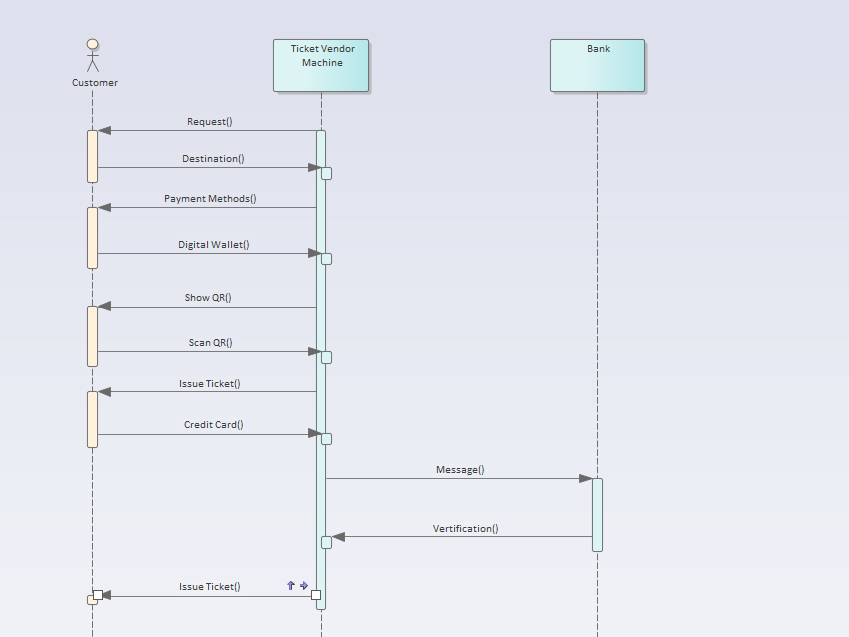 Ticket Vendor
Machine
Bank
Customer
Request()
Destination()
Payment Methods()
Digital Wallet()
Show QR()
Scan QR()
Issue Ticket()
Credit Card()
Message()
Vertification()
Issue Ticket()